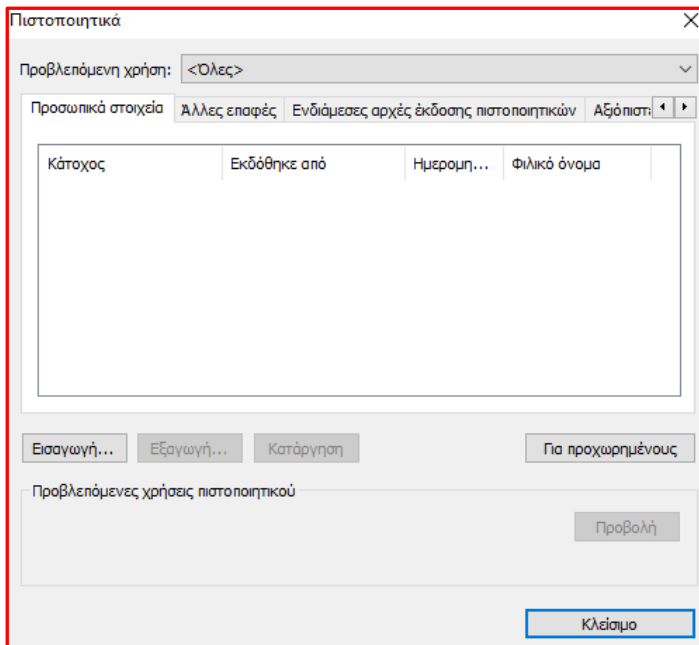 Πιστοποιητικά
Προβλεπόμενη χρήση: <Όλες>
Προσωπικά στοιχεία Άλλες επαφές Ενδιάμεσες αρχές έκδοσης πιστοποιητικών Αξιόπιστ
Κάτοχος Εκδόθηκε από Ημερομη... Φιλικό όνομα
Εισαγωγή... Εξαγωγή... Κατάργηση Για προχωρημένους
Προβλεπόμενες χρήσεις πιστοποιητικού
Προβολή
Κλείσιμο